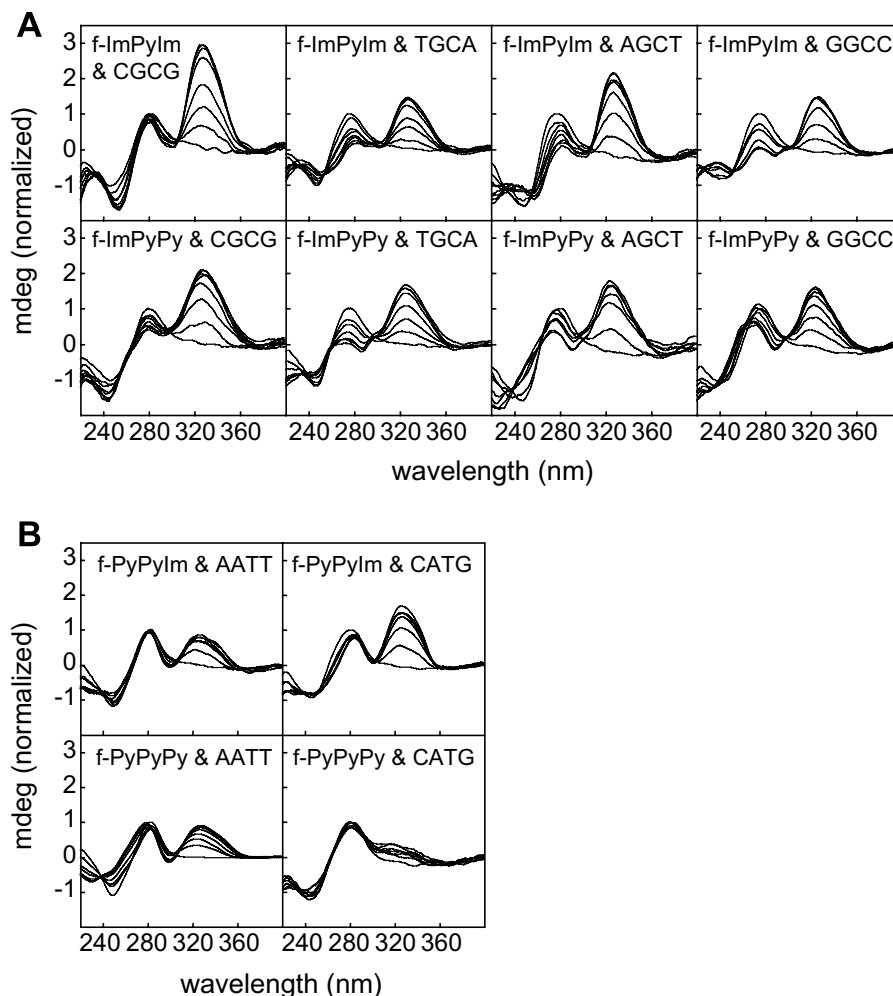 A
f-ImPyIm
& CGCG
f-ImPyIm & TGCA
f-ImPyIm & AGCT
f-ImPyIm & GGCC
3
2
1
0
-1
f-ImPyPy & CGCG
f-ImPyPy & TGCA
f-ImPyPy & AGCT
f-ImPyPy & GGCC
3
2
1
0
-1
mdeg (normalized)
240 280 320 360 240 280 320 360 240 280 320 360 240 280 320 360
wavelength (nm)
B
f-PyPyIm & AATT
f-PyPyIm & CATG
3
2
1
0
-1
f-PyPyPy & AATT
f-PyPyPy & CATG
3
2
1
0
-1
mdeg (normalized)
240 280 320 360 240 280 320 360
wavelength (nm)